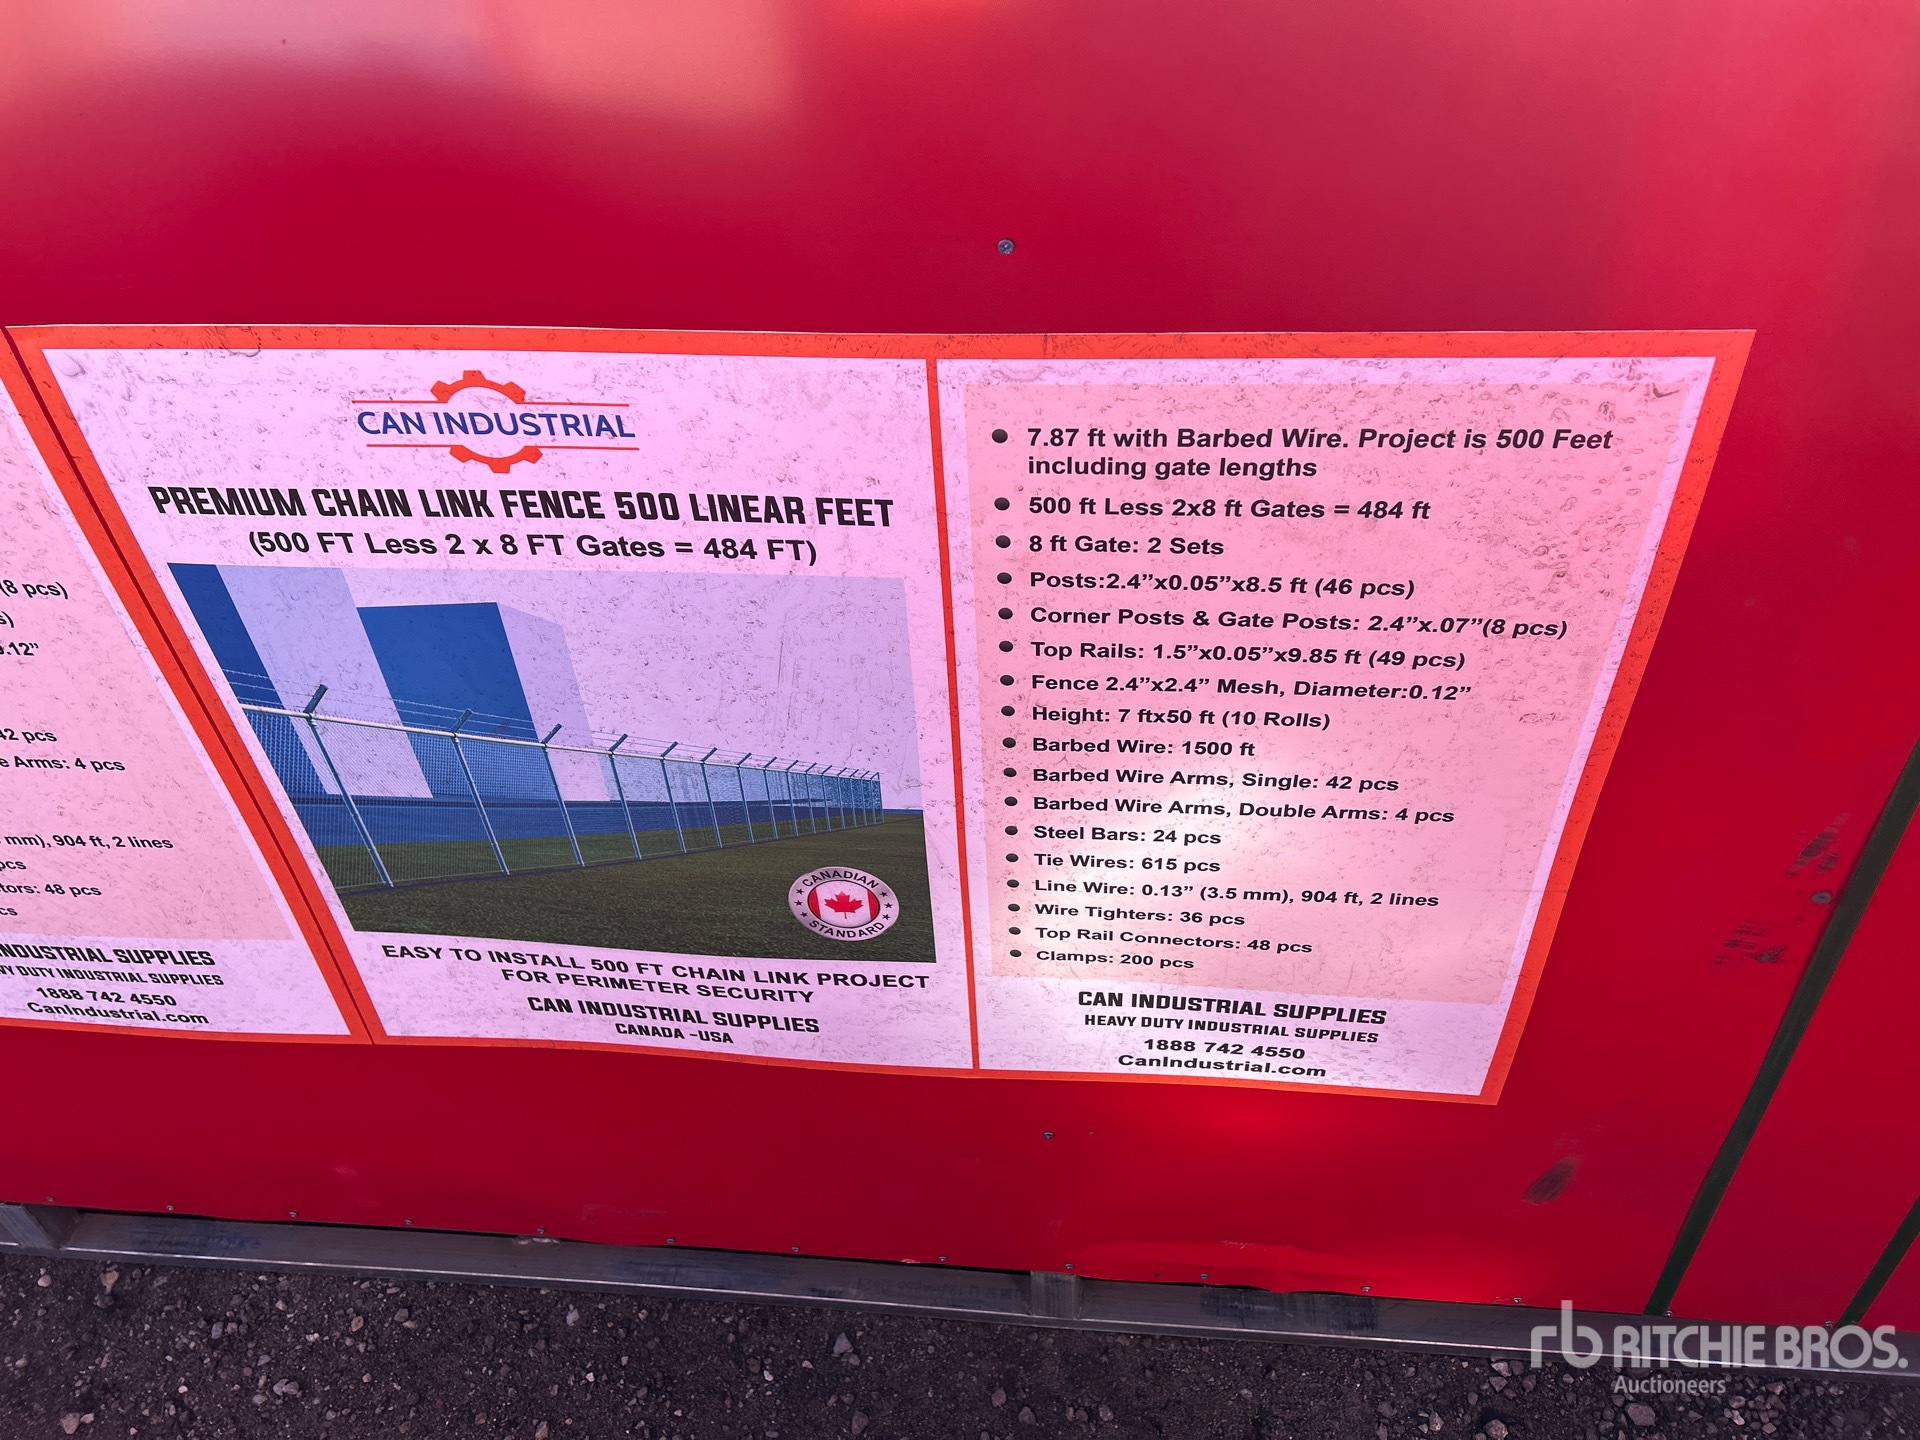 (8 pcs)
0.12”
42 pcs
e Arms: 4 pcs
mm), 904 ft, 2 lines
pcs
tors: 48 pcs
cs
INDUSTRIAL SUPPLIES
HEAVY DUTY INDUSTRIAL SUPPLIES
1888 742 4550
CanIndustrial.com
CAN INDUSTRIAL
PREMIUM CHAIN LINK FENCE 500 LINEAR FEET
(500 FT Less 2 x 8 FT Gates = 484 FT)
CANADIAN
STANDARD
EASY TO INSTALL 500 FT CHAIN LINK PROJECT
FOR PERIMETER SECURITY
CAN INDUSTRIAL SUPPLIES
CANADA -USA
• 7.87 ft with Barbed Wire. Project is 500 Feet
including gate lengths
• 500 ft Less 2x8 ft Gates = 484 ft
• 8 ft Gate: 2 Sets
• Posts:2.4”x0.05”x8.5 ft (46 pcs)
• Corner Posts & Gate Posts: 2.4”x.07”(8 pcs)
• Top Rails: 1.5”x0.05”x9.85 ft (49 pcs)
• Fence 2.4”x2.4” Mesh, Diameter:0.12”
• Height: 7 ftx50 ft (10 Rolls)
• Barbed Wire: 1500 ft
• Barbed Wire Arms, Single: 42 pcs
• Barbed Wire Arms, Double Arms: 4 pcs
• Steel Bars: 24 pcs
• Tie Wires: 615 pcs
• Line Wire: 0.13” (3.5 mm), 904 ft, 2 lines
• Wire Tighters: 36 pcs
• Top Rail Connectors: 48 pcs
• Clamps: 200 pcs
CAN INDUSTRIAL SUPPLIES
HEAVY DUTY INDUSTRIAL SUPPLIES
1888 742 4550
CanIndustrial.com
rb RITCHIE BROS.
Auctioneers